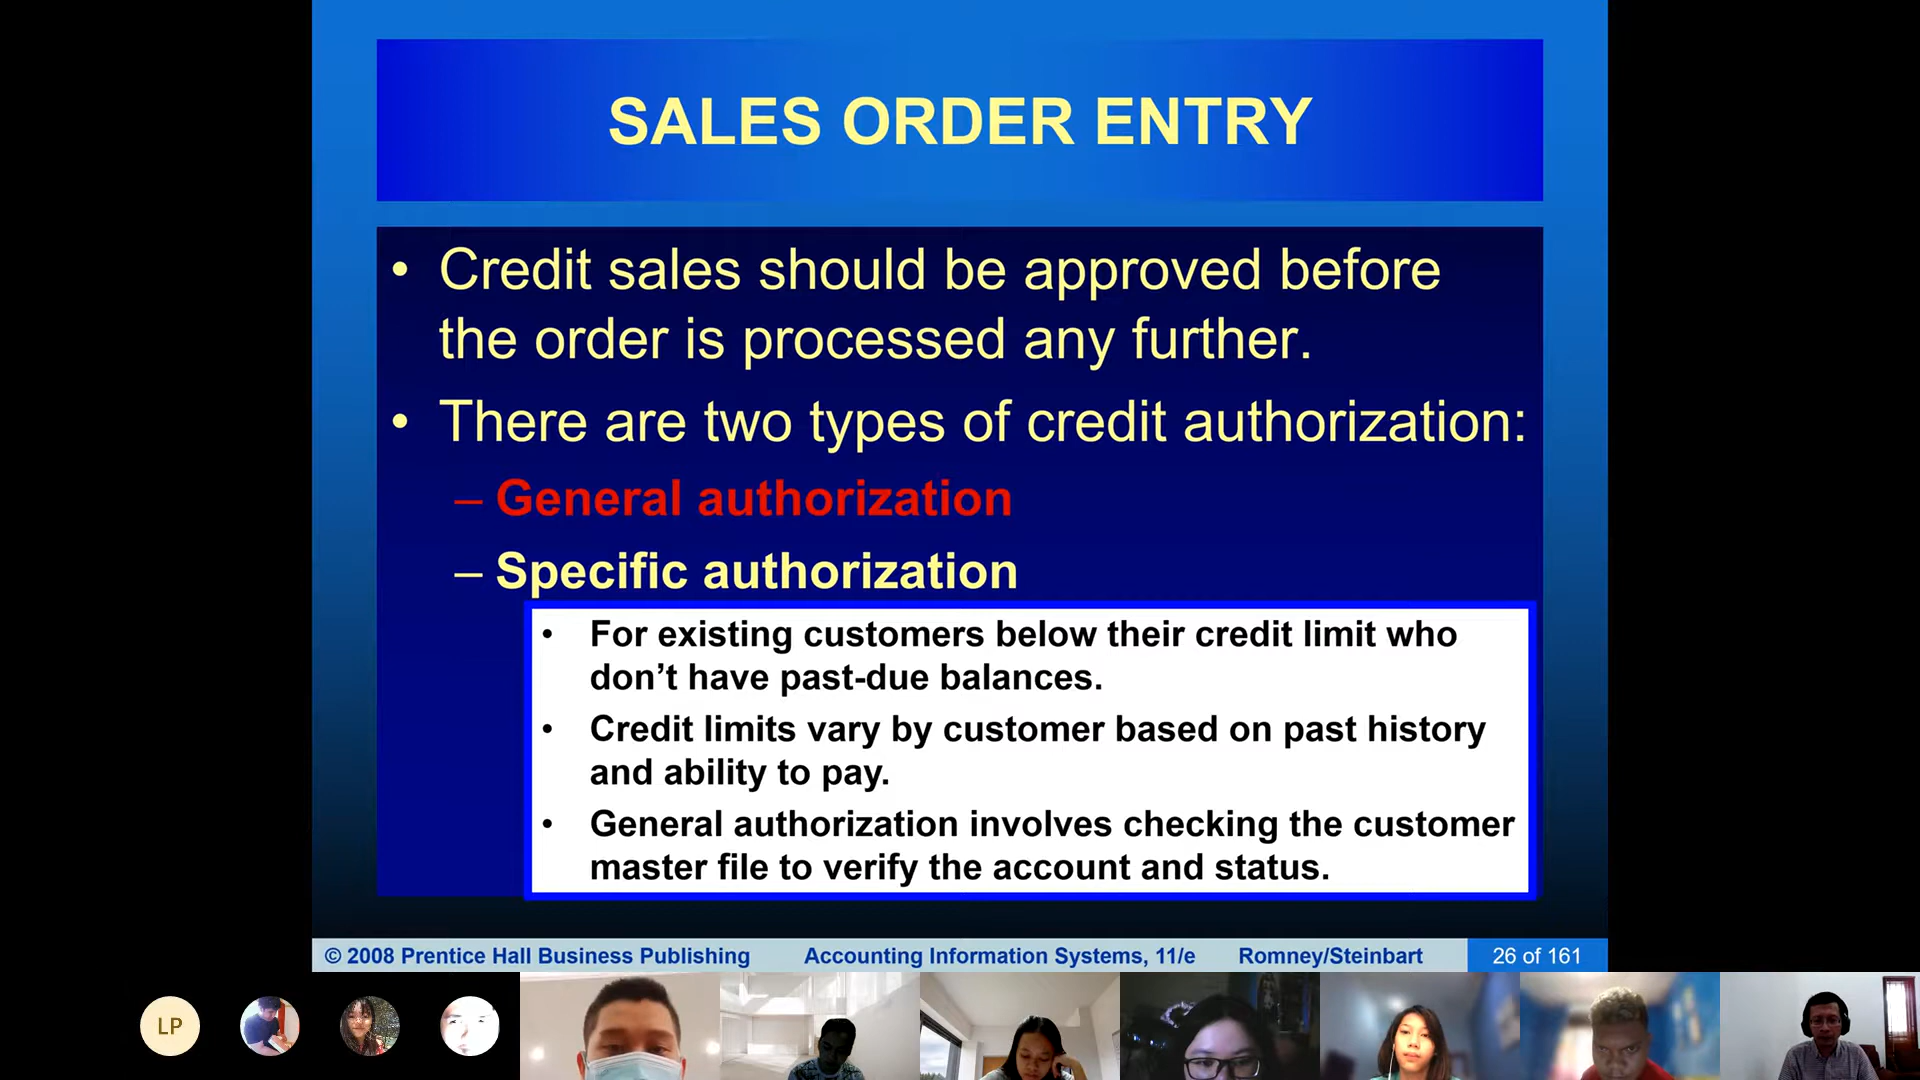 SALES ORDER ENTRY
• Credit sales should be approved before
the order is processed any further.
• There are two types of credit authorization:
– General authorization
– Specific authorization
• For existing customers below their credit limit who
don’t have past-due balances.
• Credit limits vary by customer based on past history
and ability to pay.
• General authorization involves checking the customer
master file to verify the account and status.
© 2008 Prentice Hall Business Publishing Accounting Information Systems, 11/e Romney/Steinbart 26 of 161
LP